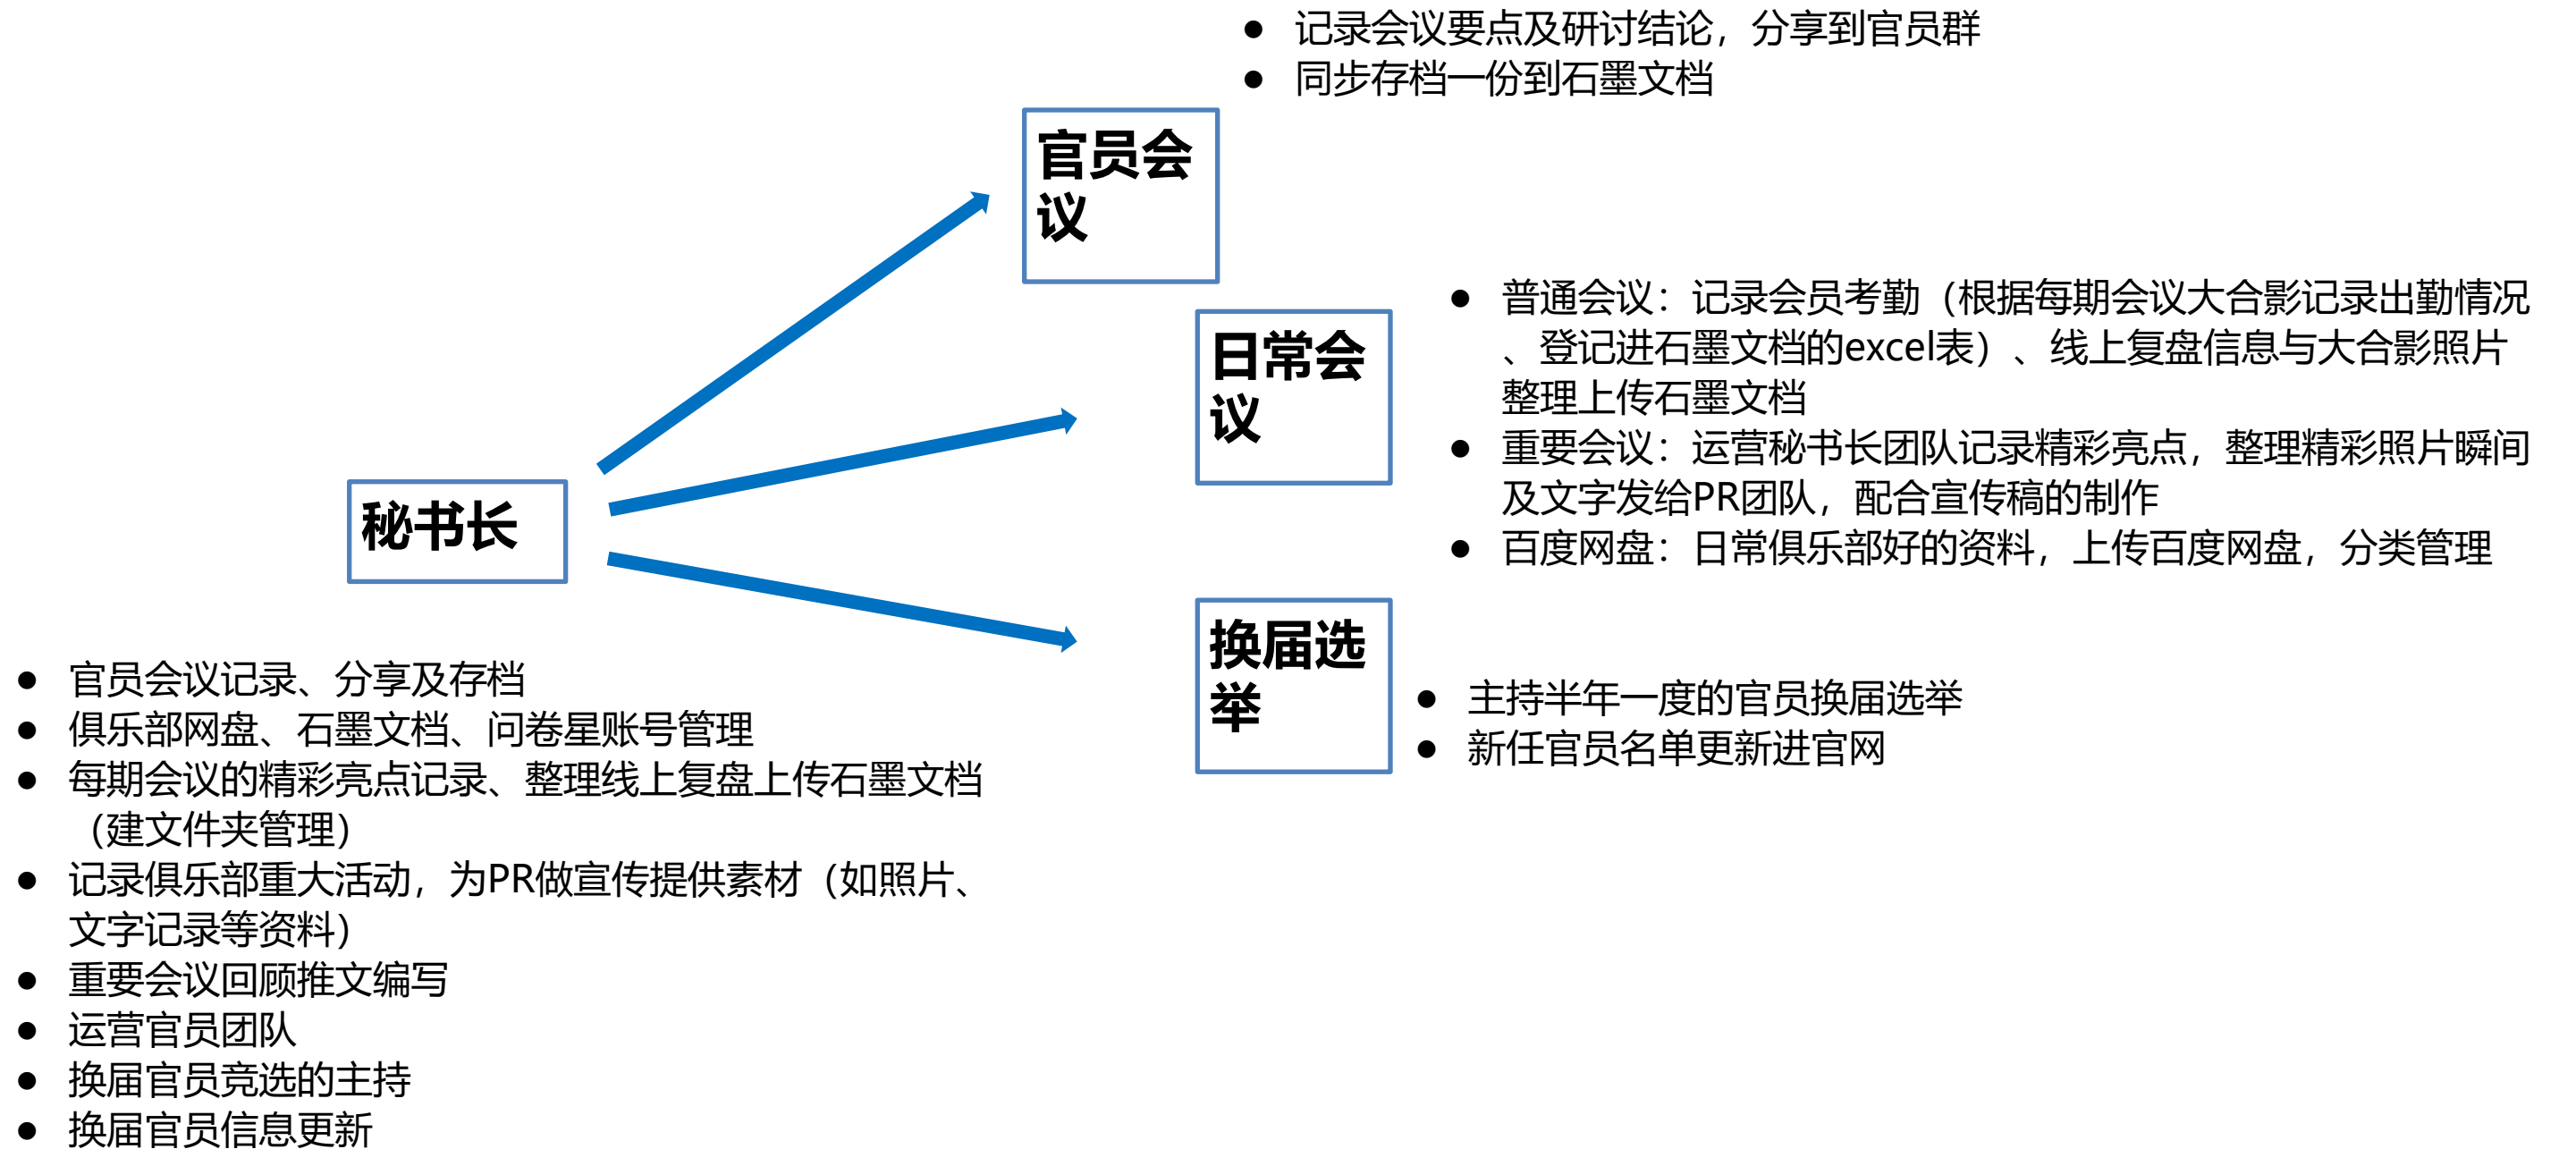 ● 记录会议要点及研讨结论，分享到官员群
● 同步存档一份到石墨文档
官员会
议
日常会
议
● 普通会议：记录会员考勤（根据每期会议大合影记录出勤情况
、登记进石墨文档的excel表）、线上复盘信息与大合影照片
整理上传石墨文档
● 重要会议：运营秘书长团队记录精彩亮点，整理精彩照片瞬间
及文字发给PR团队，配合宣传稿的制作
● 百度网盘：日常俱乐部好的资料，上传百度网盘，分类管理
秘书长
换届选
举
● 主持半年一度的官员换届选举
● 新任官员名单更新进官网
● 官员会议记录、分享及存档
● 俱乐部网盘、石墨文档、问卷星账号管理
● 每期会议的精彩亮点记录、整理线上复盘上传石墨文档
（建文件夹管理）
● 记录俱乐部重大活动，为PR做宣传提供素材（如照片、
文字记录等资料）
● 重要会议回顾推文编写
● 运营官员团队
● 换届官员竞选的主持
● 换届官员信息更新